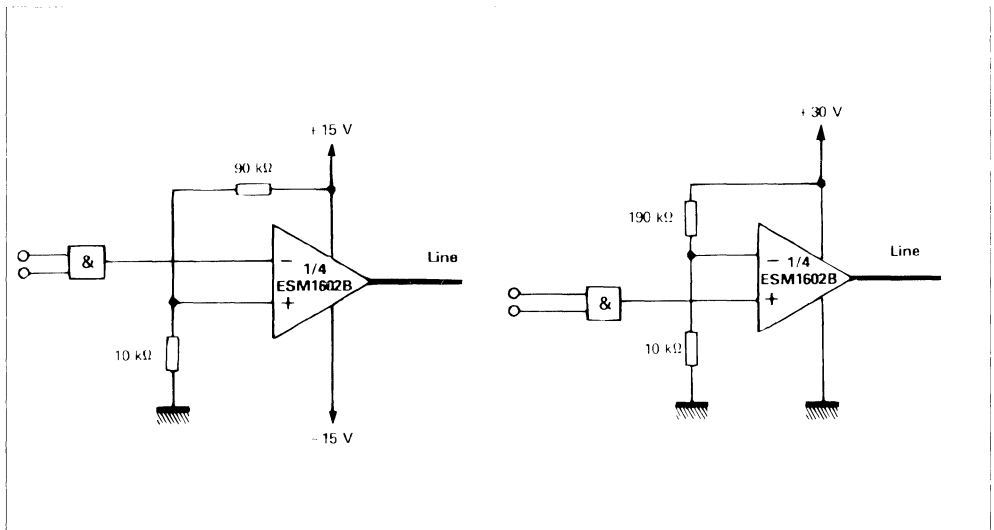 + 15 V
90 kΩ
&
−
1/4
ESM1602B
+
Line
10 kΩ
− 15 V
+ 30 V
190 kΩ
−
1/4
ESM1602B
+
Line
&
10 kΩ